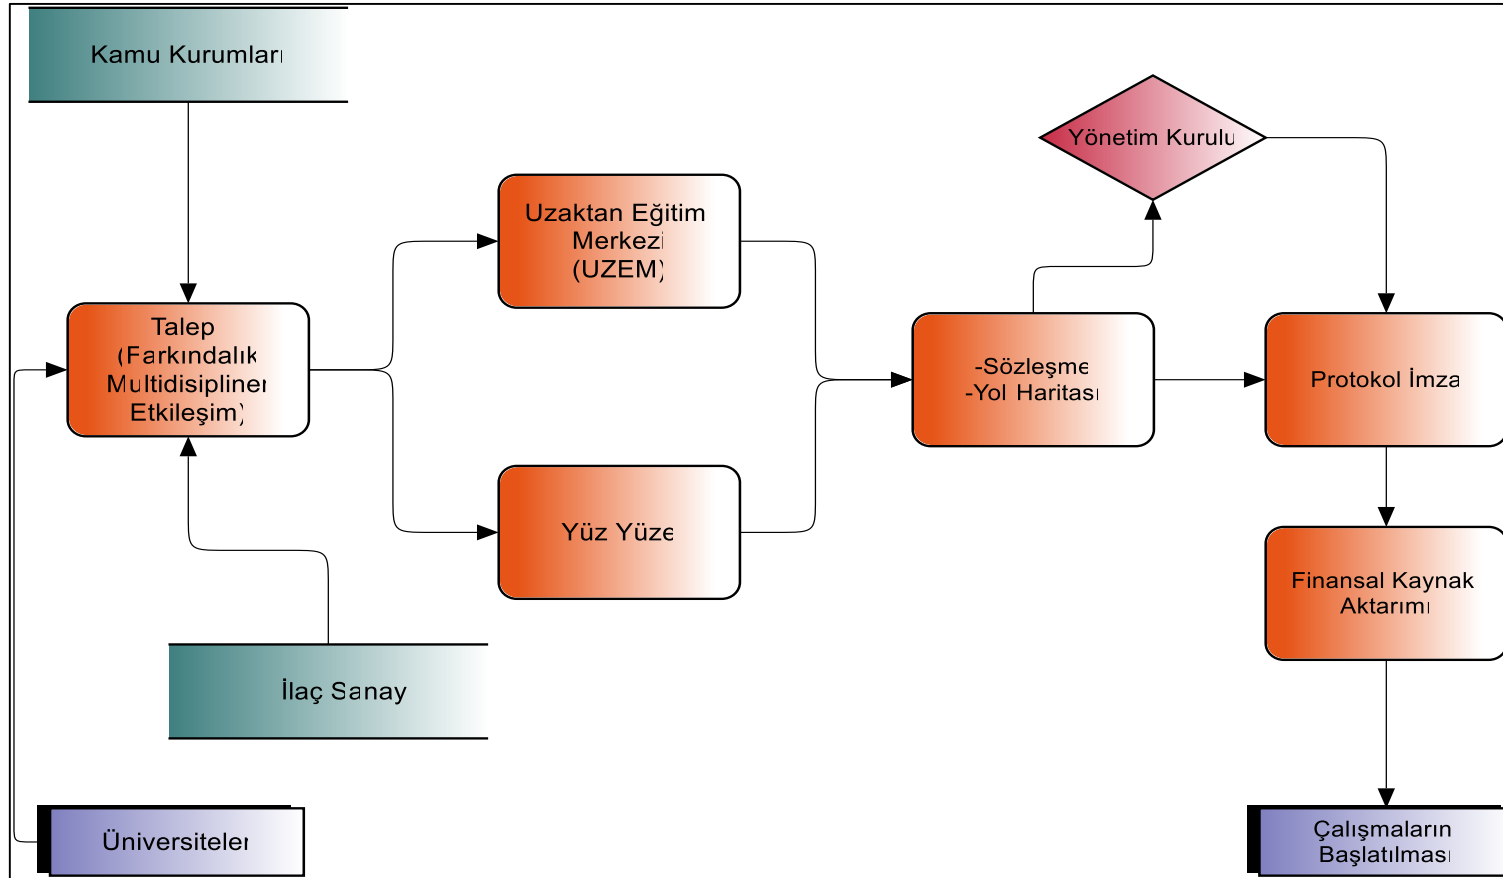 Kamu Kurumları
Yönetim Kurulu
Uzaktan Eğitim
Merkezi
(UZEM)
Talep
(Farkındalık
Multidisipliner
Etkileşim)
-Sözleşme
-Yol Haritası
Protokol İmza
Yüz Yüze
Finansal Kaynak
Aktarımı
İlaç Sanay
Üniversiteler
Çalışmaların
Başlatılması